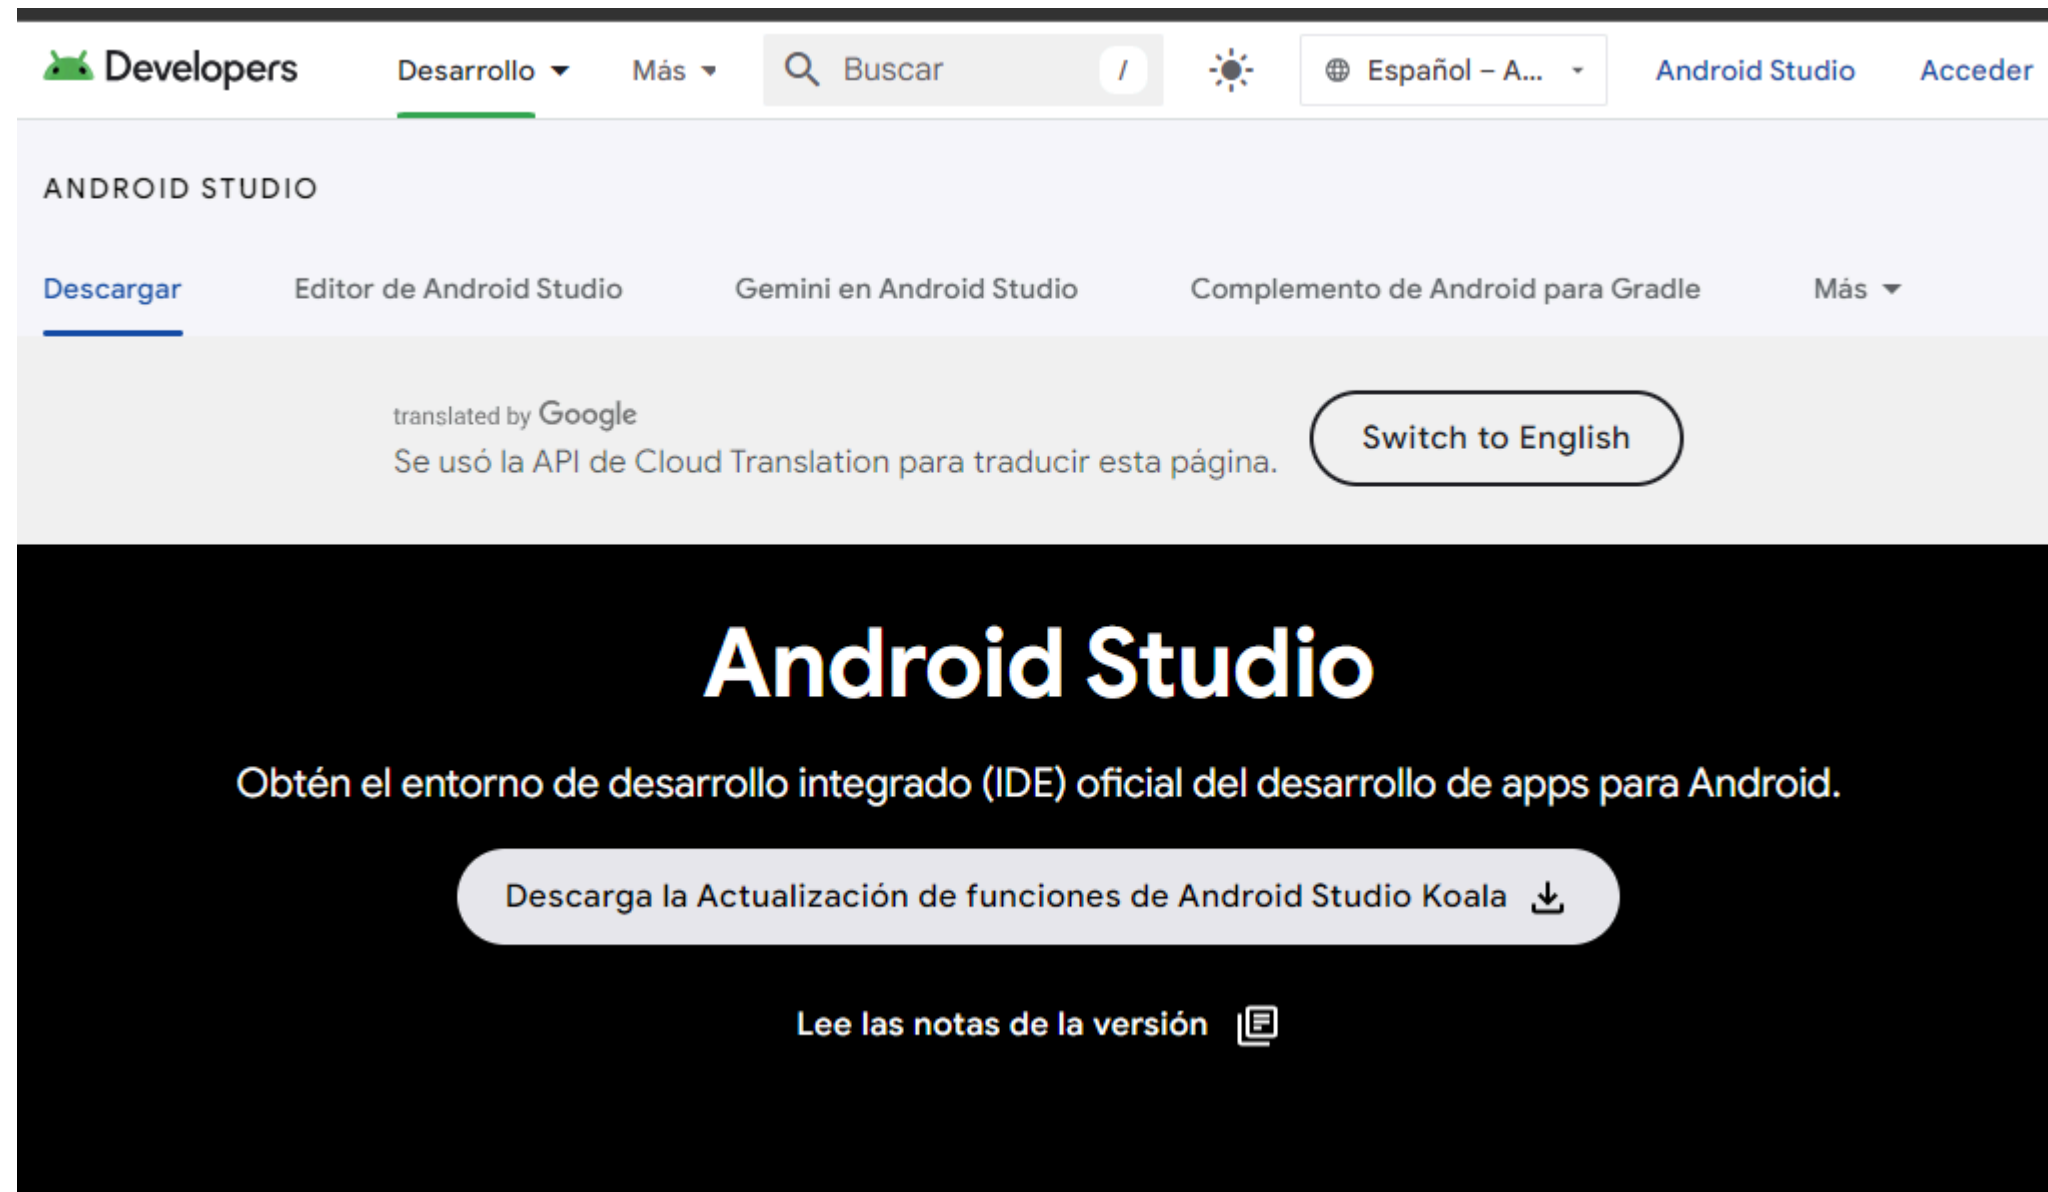 Developers Desarrollo Más Buscar / Español – A... Android Studio Acceder
ANDROID STUDIO
Descargar Editor de Android Studio Gemini en Android Studio Complemento de Android para Gradle Más
translated by Google
Se usó la API de Cloud Translation para traducir esta página.
Switch to English
Android Studio
Obtén el entorno de desarrollo integrado (IDE) oficial del desarrollo de apps para Android.
Descarga la Actualización de funciones de Android Studio Koala
Lee las notas de la versión